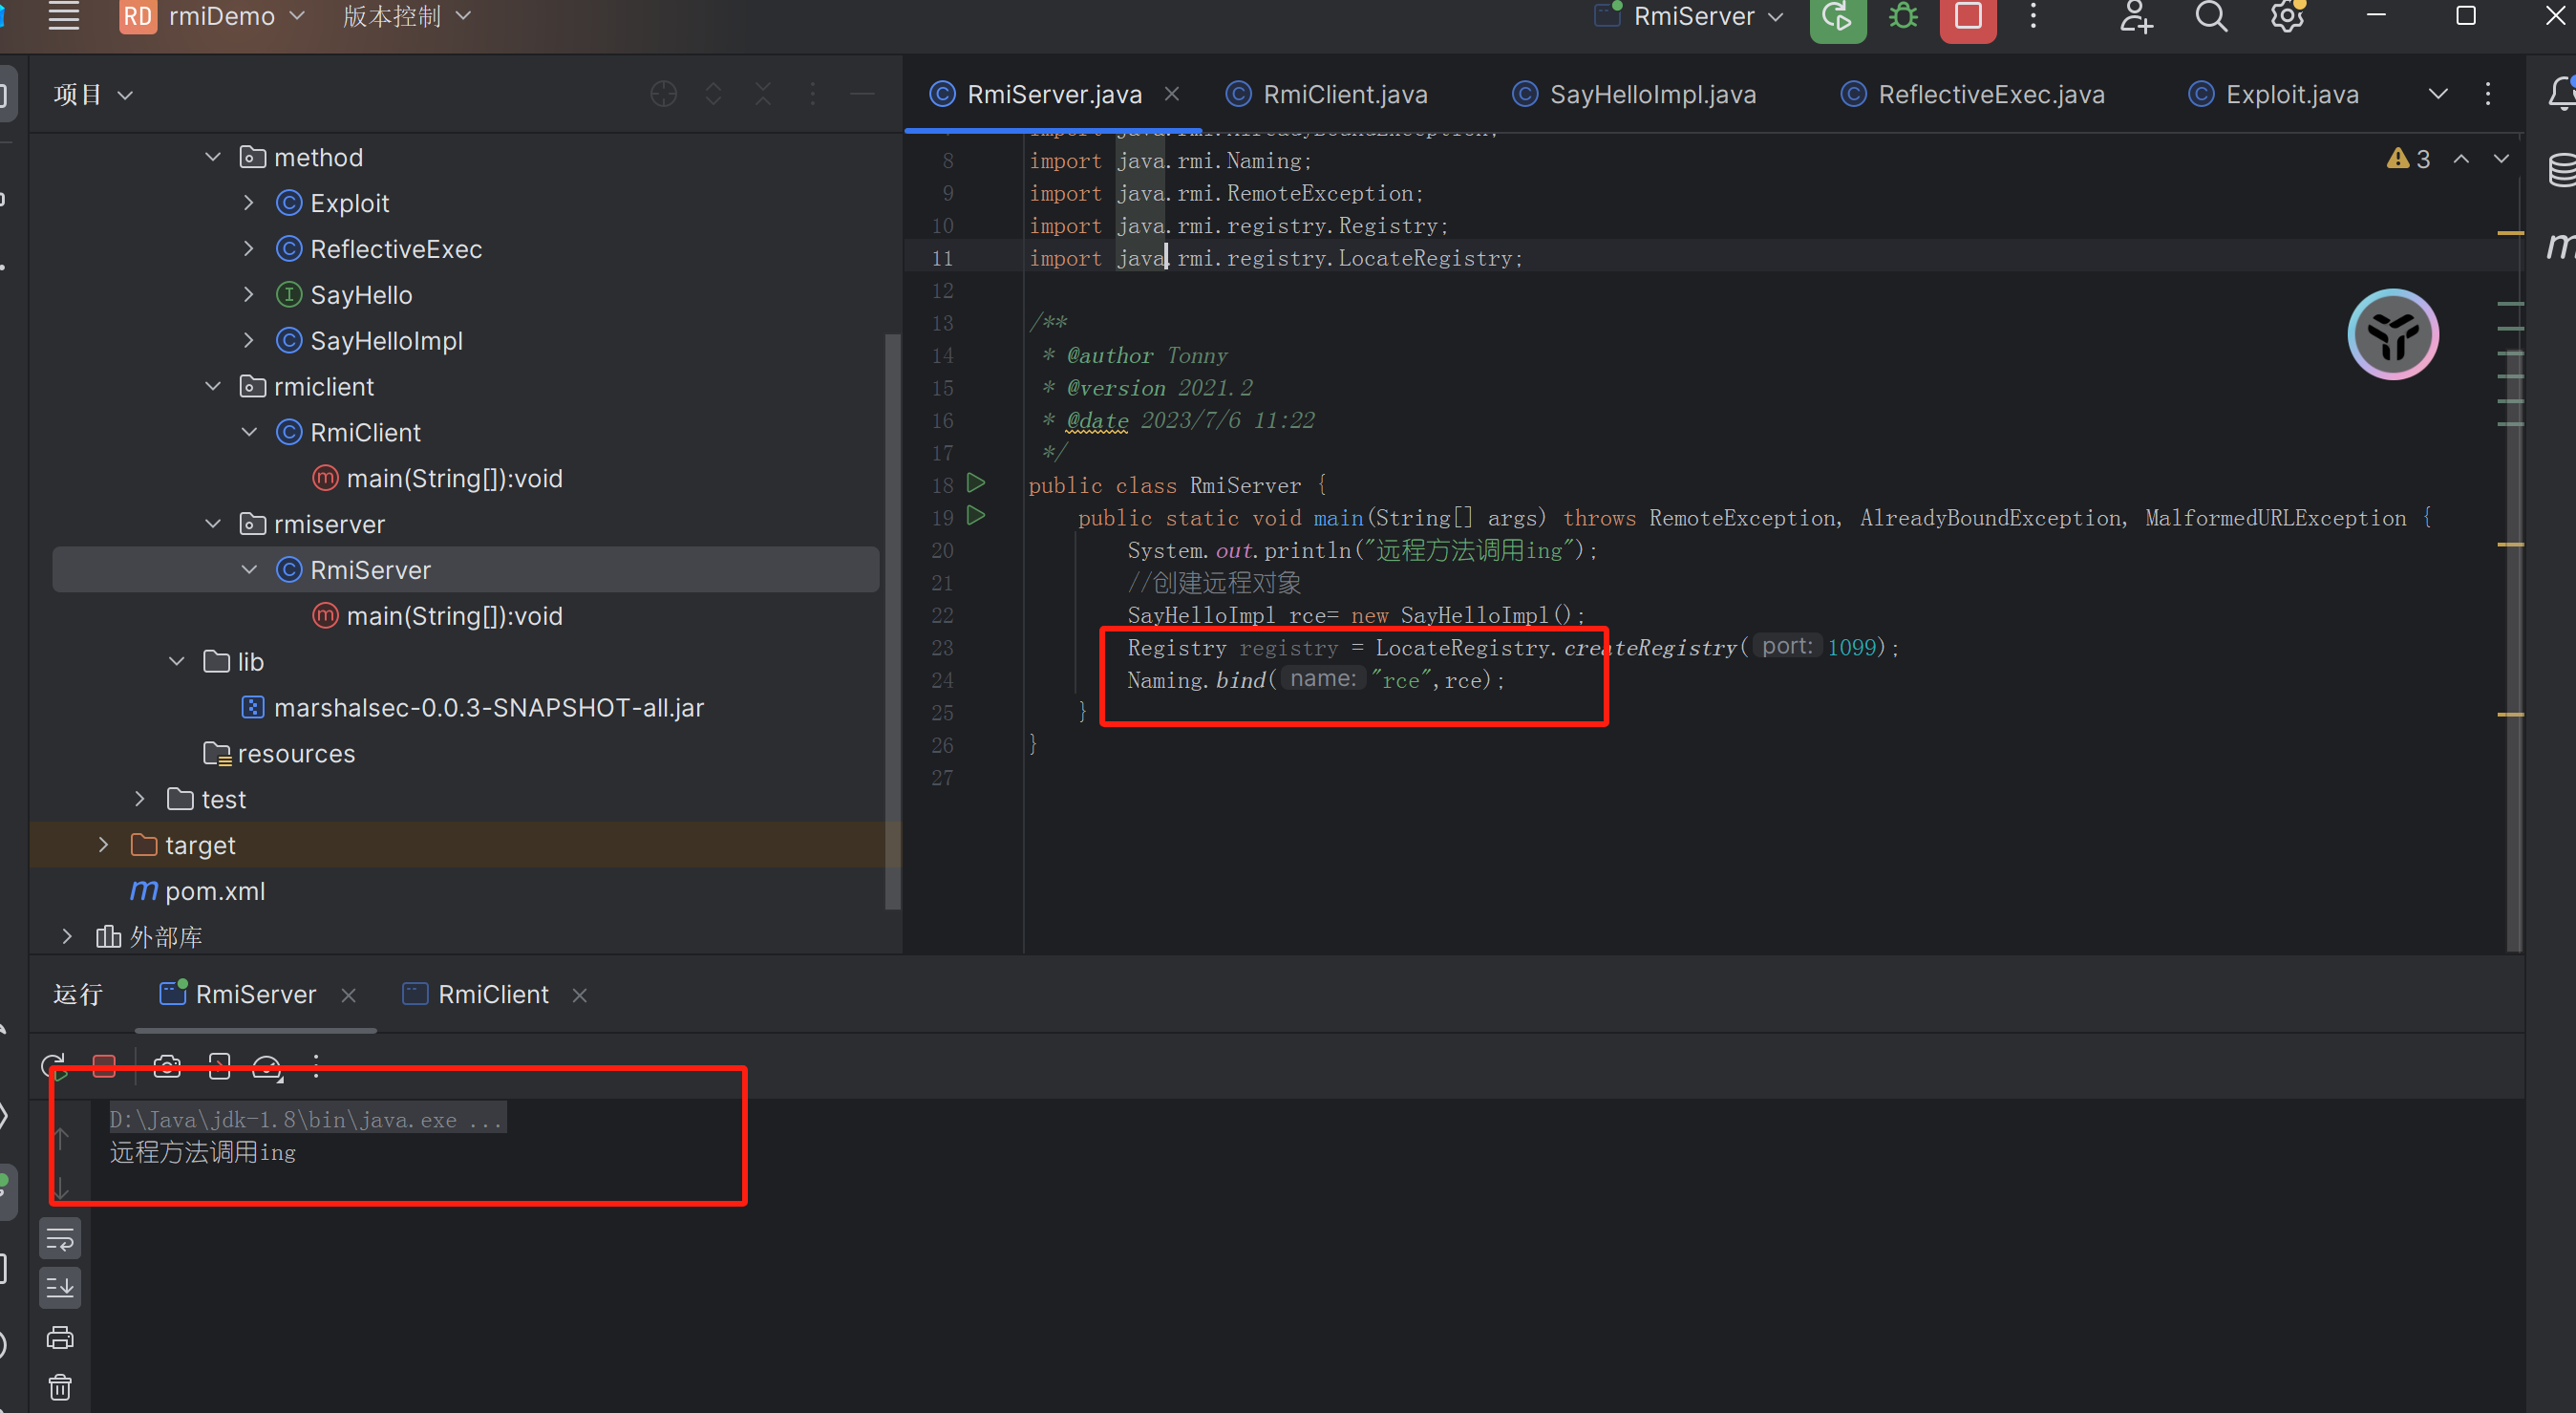 RD rmiDemo 版本控制 RmiServer
项目
RmiServer.java RmiClient.java SayHelloImpl.java ReflectiveExec.java Exploit.java
method
Exploit
ReflectiveExec
SayHello
SayHelloImpl
rmiclient
RmiClient
main(String[]):void
rmiserver
RmiServer
main(String[]):void
lib
marshalsec-0.0.3-SNAPSHOT-all.jar
resources
test
target
pom.xml
外部库
3
import java.rmi.AlreadyBoundException;
8 import java.rmi.Naming;
9 import java.rmi.RemoteException;
10 import java.rmi.registry.Registry;
11 import java.rmi.registry.LocateRegistry;
12
13 /**
14 * @author Tonny
15 * @version 2021.2
16 * @date 2023/7/6 11:22
17 */
18 public class RmiServer {
19 public static void main(String[] args) throws RemoteException, AlreadyBoundException, MalformedURLException {
20 System.out.println("远程方法调用ing");
21 //创建远程对象
22 SayHelloImpl rce= new SayHelloImpl();
23 Registry registry = LocateRegistry.createRegistry( port: 1099);
24 Naming.bind( name: "rce",rce);
25 }
26 }
27
运行 RmiServer RmiClient
D:\Java\jdk-1.8\bin\java.exe ...
远程方法调用ing